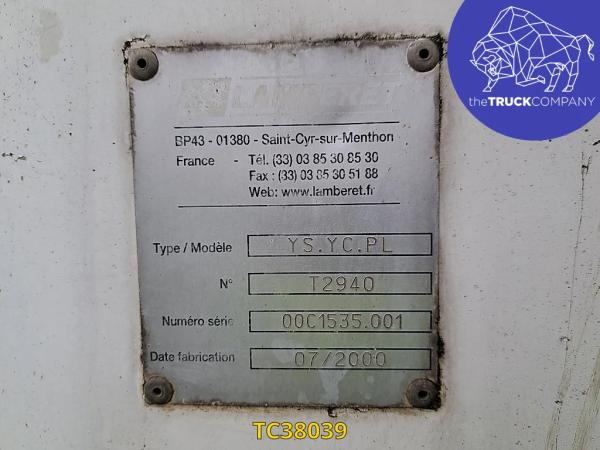 LAMBERET
BP43 - 01380 - Saint-Cyr-sur-Menthon
France - Tél. (33) 03 85 30 85 30
Fax : (33) 03 85 30 51 88
Web: www.lamberet.fr
Type / Modèle YS.YC.PL
N° T2940
Numéro série 00C1535.001
Date fabrication 07/2000
theTRUCKCOMPANY
TC38039